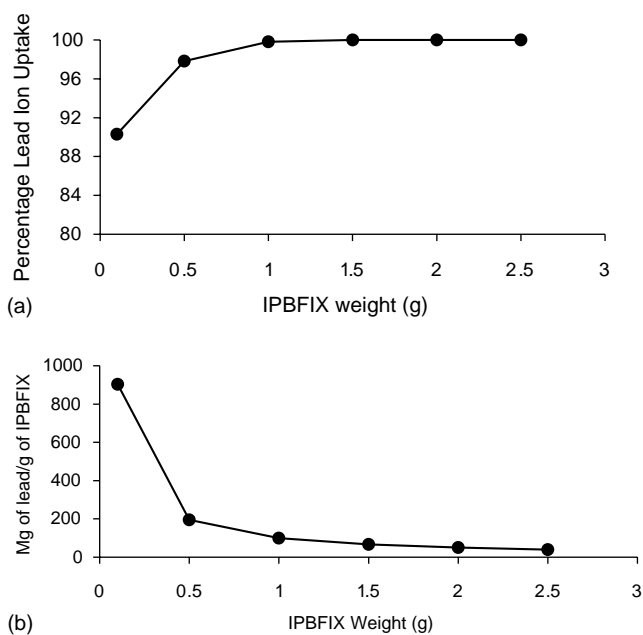 100
96
92
88
84
80
Percentage Lead Ion Uptake
0 0.5 1 1.5 2 2.5 3
(a)
IPBFIX weight (g)
1000
800
600
400
200
0
Mg of lead/g of IPBFIX
0 0.5 1 1.5 2 2.5 3
(b)
IPBFIX Weight (g)